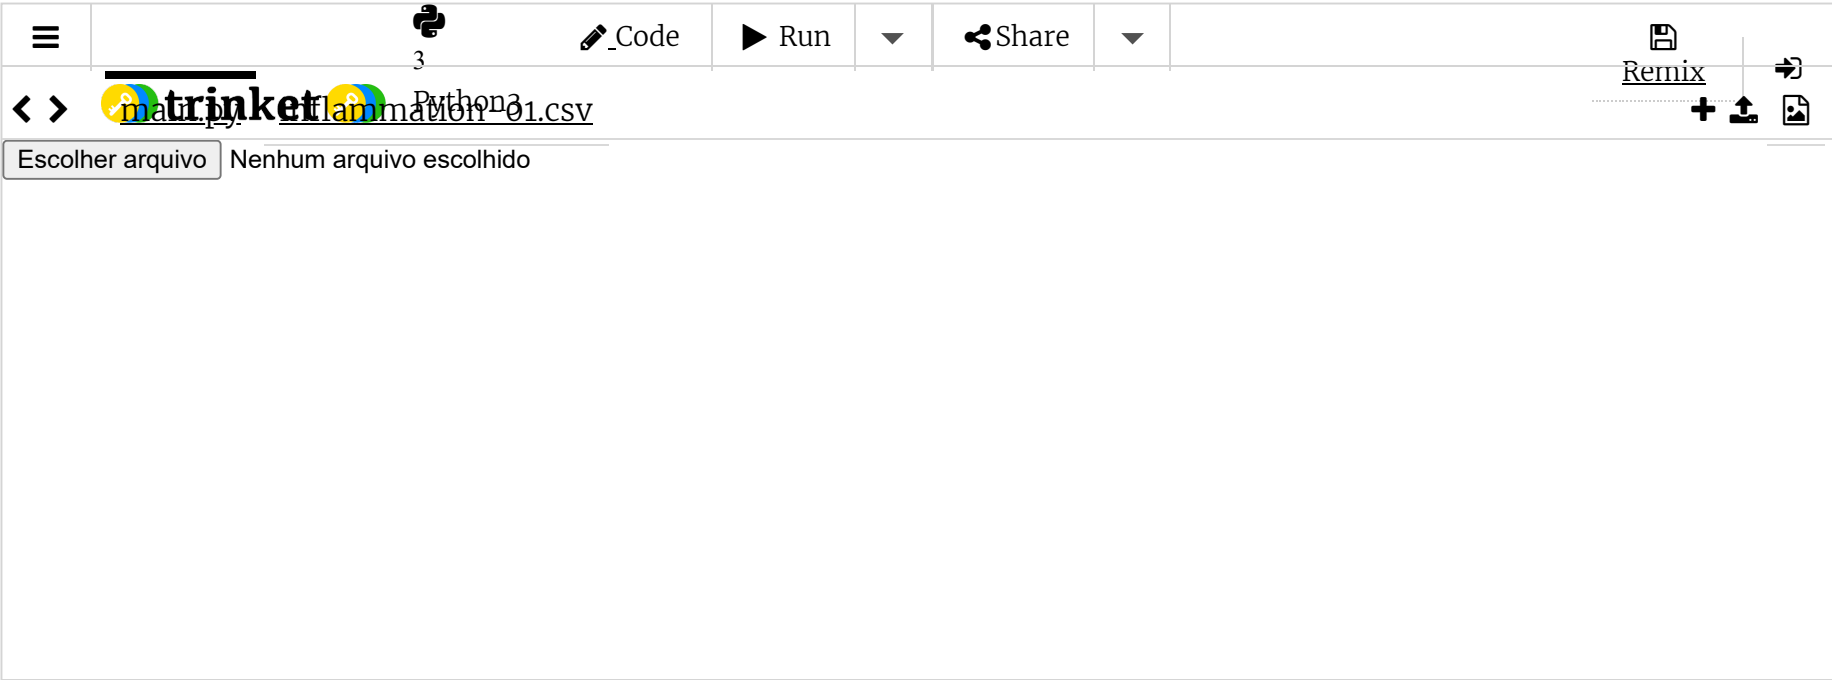 Code Run Share
3
Remix
trinket
Python3
main.py inflammation-01.csv
Escolher arquivo Nenhum arquivo escolhido